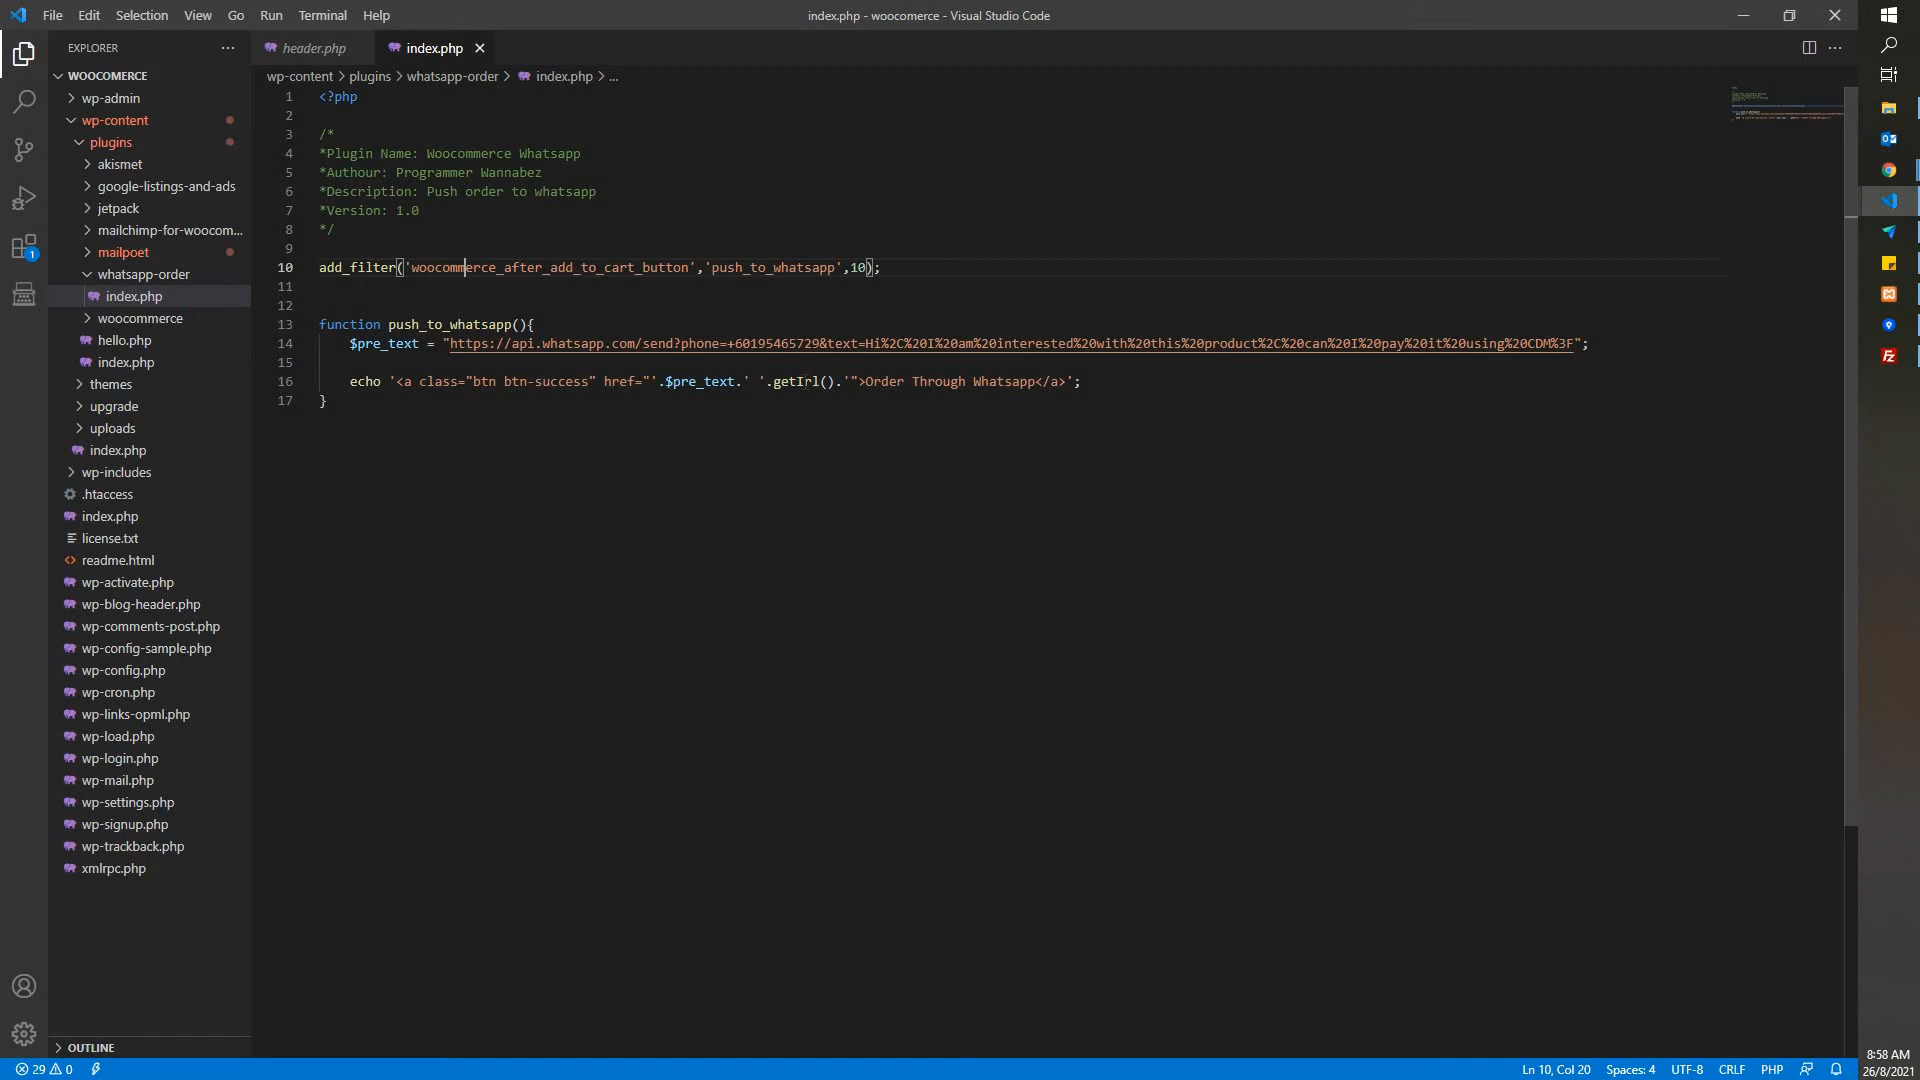 File Edit Selection View Go Run Terminal Help
index.php - woocomerce - Visual Studio Code
EXPLORER
WOOCOMERCE
wp-admin
wp-content
plugins
akismet
google-listings-and-ads
jetpack
mailchimp-for-woocom...
mailpoet
whatsapp-order
index.php
woocommerce
hello.php
index.php
themes
upgrade
uploads
index.php
wp-includes
.htaccess
index.php
license.txt
readme.html
wp-activate.php
wp-blog-header.php
wp-comments-post.php
wp-config-sample.php
wp-config.php
wp-cron.php
wp-links-opml.php
wp-load.php
wp-login.php
wp-mail.php
wp-settings.php
wp-signup.php
wp-trackback.php
xmlrpc.php
OUTLINE
1
header.php index.php
wp-content > plugins > whatsapp-order > index.php > ...
1 <?php
2
3 /*
4 *Plugin Name: Woocommerce Whatsapp
5 *Authour: Programmer Wannabez
6 *Description: Push order to whatsapp
7 *Version: 1.0
8 */
9
10 add_filter('woocommerce_after_add_to_cart_button','push_to_whatsapp',10);
11
12
13 function push_to_whatsapp(){
14 $pre_text = "https://api.whatsapp.com/send?phone=+60195465729&text=Hi%2C%20I%20am%20interested%20with%20this%20product%2C%20can%20I%20pay%20it%20using%20CDM%3F";
15
16 echo '<a class="btn btn-success" href="'.$pre_text.' '.getIrl().'">Order Through Whatsapp</a>';
17 }
29 0
Ln 10, Col 20 Spaces: 4 UTF-8 CRLF PHP
8:58 AM
26/8/2021